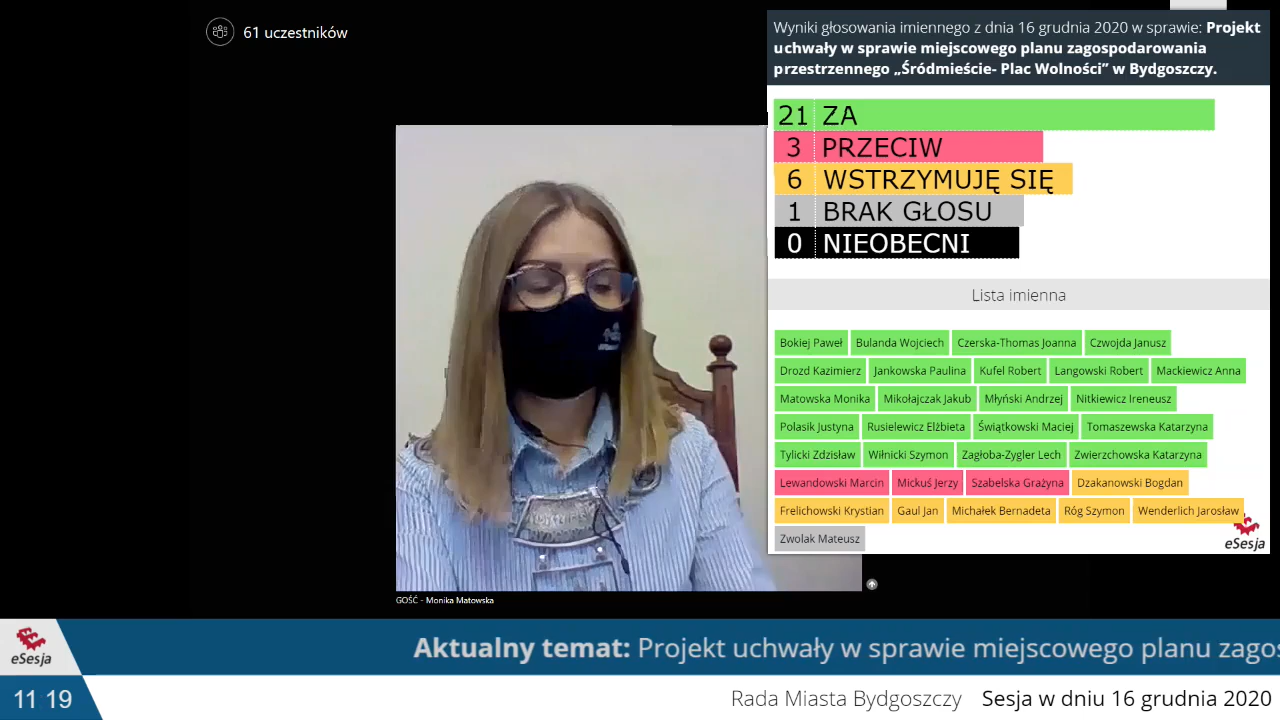 61 uczestników
Wyniki głosowania imiennego z dnia 16 grudnia 2020 w sprawie: Projekt
uchwały w sprawie miejscowego planu zagospodarowania
przestrzennego „Śródmieście- Plac Wolności” w Bydgoszczy.
21 ZA
3 PRZECIW
6 WSTRZYMUJĘ SIĘ
1 BRAK GŁOSU
0 NIEOBECNI
Lista imienna
Bokiej Paweł Bulanda Wojciech Czerska-Thomas Joanna Czwojda Janusz
Drozd Kazimierz Jankowska Paulina Kufel Robert Langowski Robert Mackiewicz Anna
Matowska Monika Mikołajczak Jakub Młyński Andrzej Nitkiewicz Ireneusz
Polasik Justyna Rusielewicz Elżbieta Świątkowski Maciej Tomaszewska Katarzyna
Tylicki Zdzisław Wiłnicki Szymon Zagłoba-Zygler Lech Zwierzchowska Katarzyna
Lewandowski Marcin Mickuś Jerzy Szabelska Grażyna Dzakanowski Bogdan
Frelichowski Krystian Gaul Jan Michałek Bernadeta Róg Szymon Wenderlich Jarosław
Zwolak Mateusz
eSesja
GOŚĆ - Monika Matowska
Aktualny temat: Projekt uchwały w sprawie miejscowego planu zagos
eSesja
11 19
Rada Miasta Bydgoszczy Sesja w dniu 16 grudnia 2020